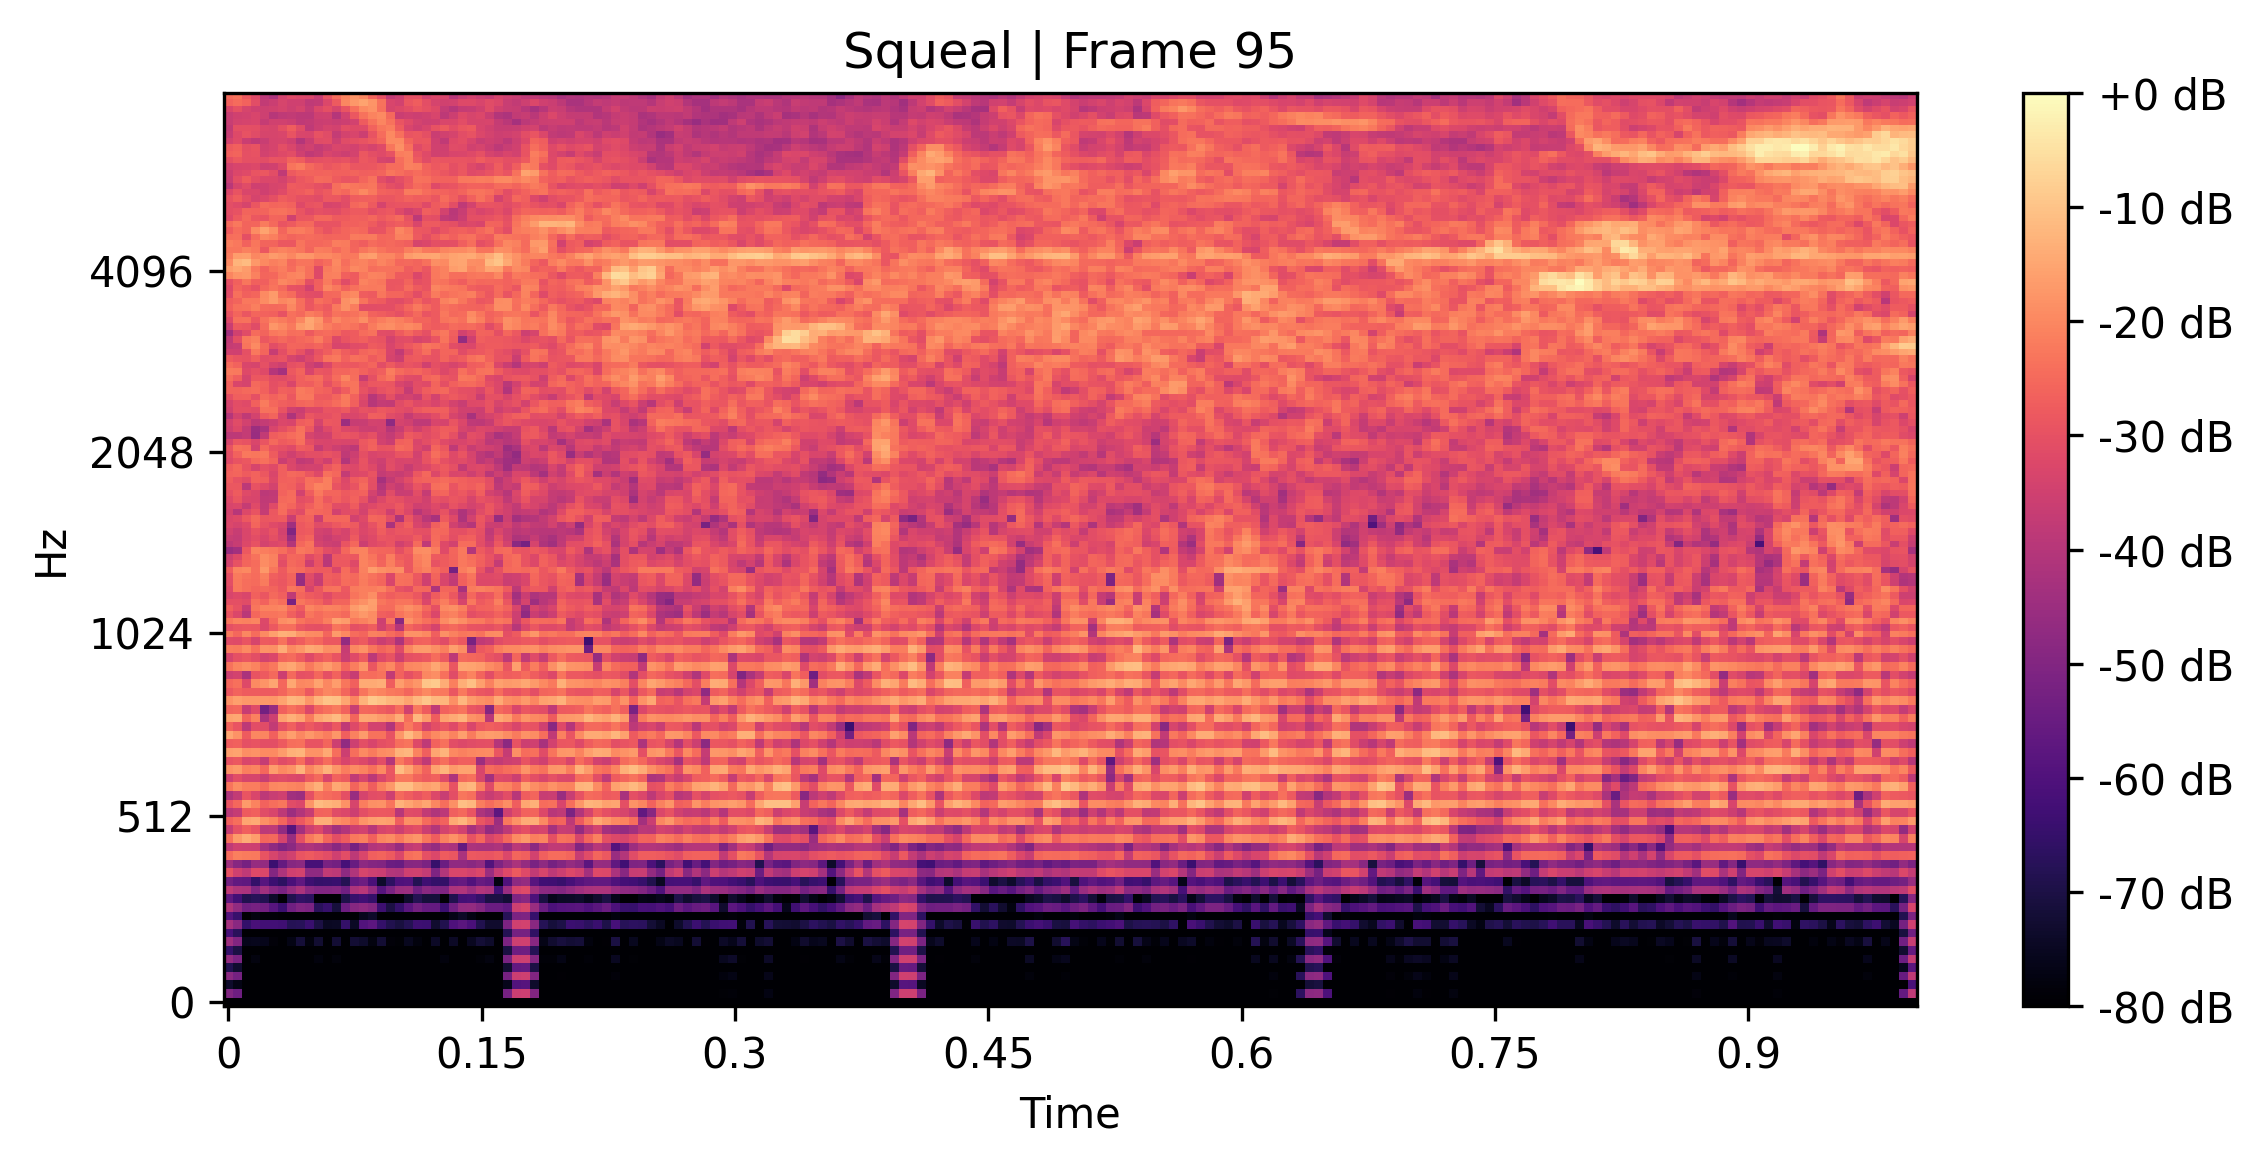 Squeal | Frame 95
Hz
4096
2048
1024
512
0
0
0.15
0.3
0.45
0.6
0.75
0.9
Time
+0 dB
-10 dB
-20 dB
-30 dB
-40 dB
-50 dB
-60 dB
-70 dB
-80 dB